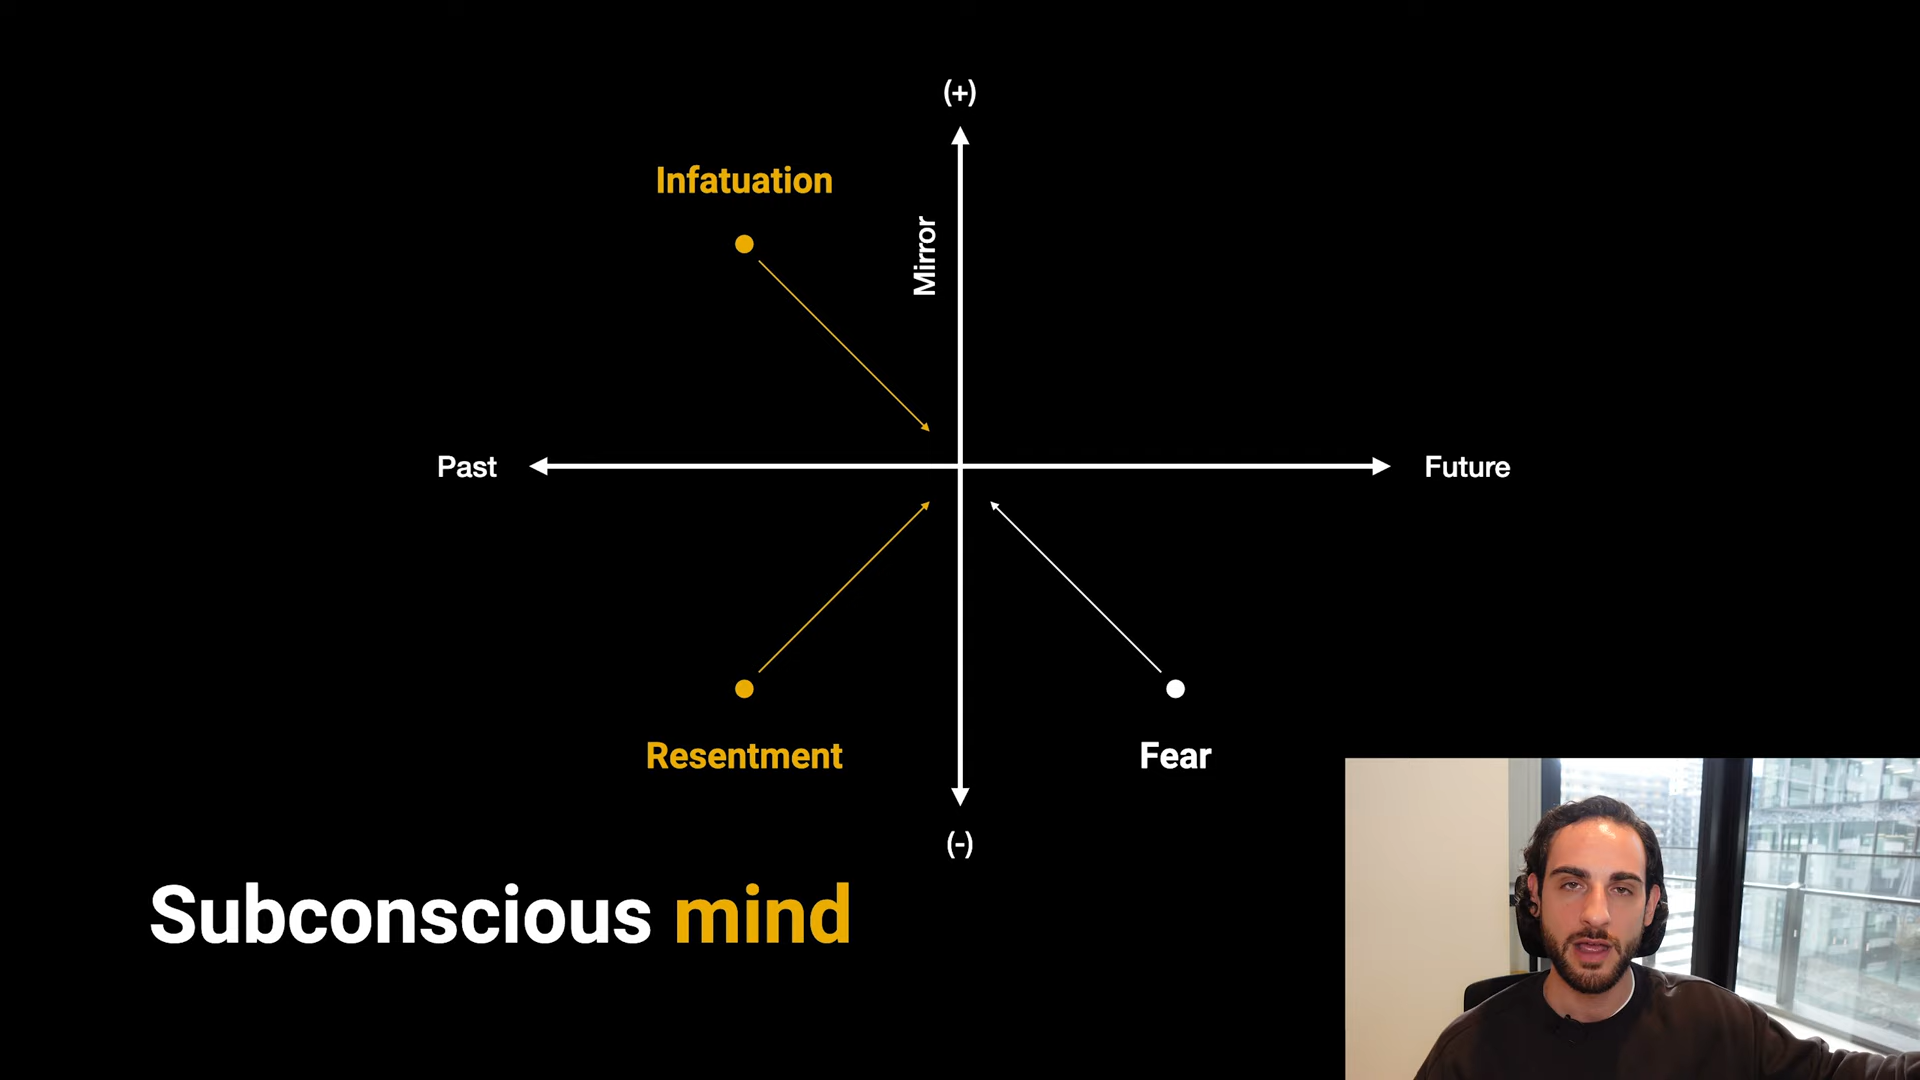 (+)
Infatuation
Mirror
Past
Future
Resentment
Fear
(-)
Subconscious mind